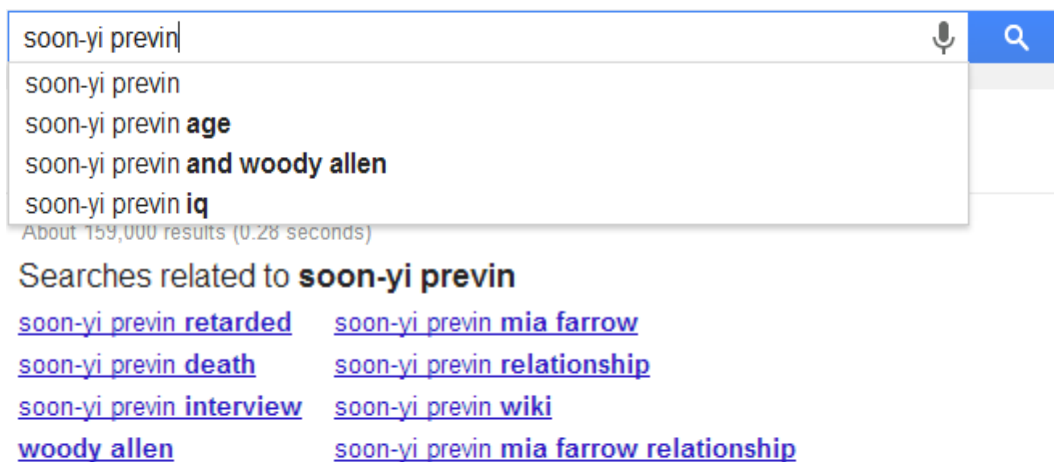 soon-yi previn
soon-yi previn
soon-yi previn age
soon-yi previn and woody allen
soon-yi previn iq
About 159,000 results (0.28 seconds)
Searches related to soon-yi previn
soon-yi previn retarded soon-yi previn mia farrow
soon-yi previn death soon-yi previn relationship
soon-yi previn interview soon-yi previn wiki
woody allen soon-yi previn mia farrow relationship